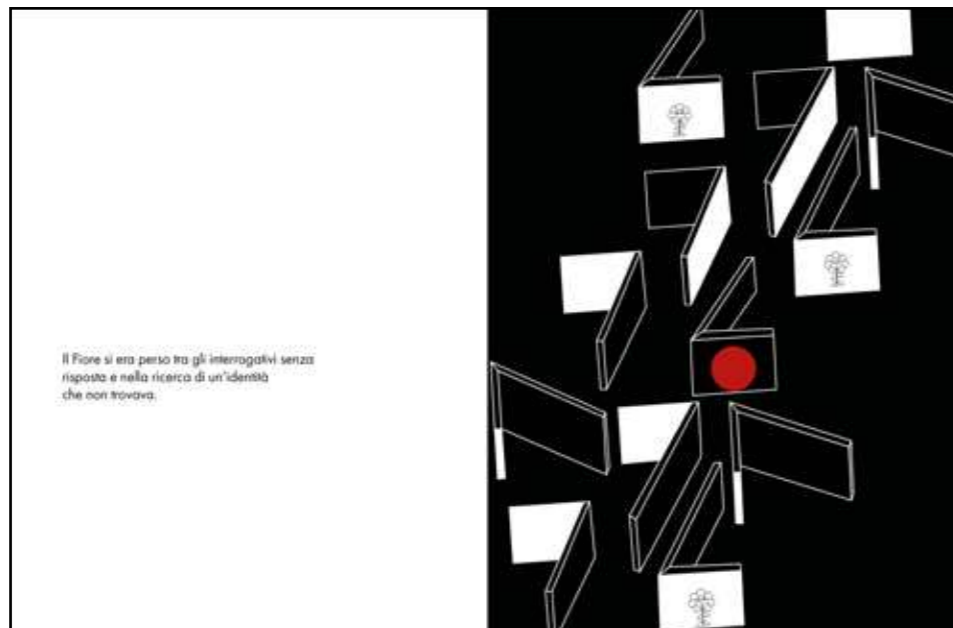 Il Fiore si era perso tra gli interrogativi senza
risposta e nella ricerca di un'identità
che non trovava.